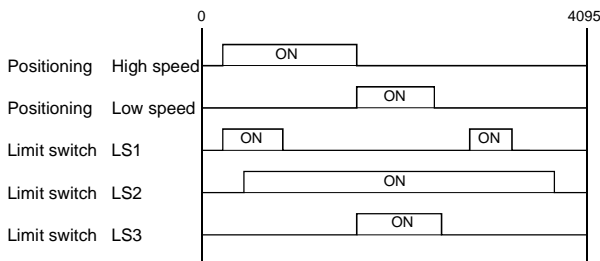 0 4095
Positioning High speed ON
Positioning Low speed ON
Limit switch LS1 ON ON
Limit switch LS2 ON
Limit switch LS3 ON